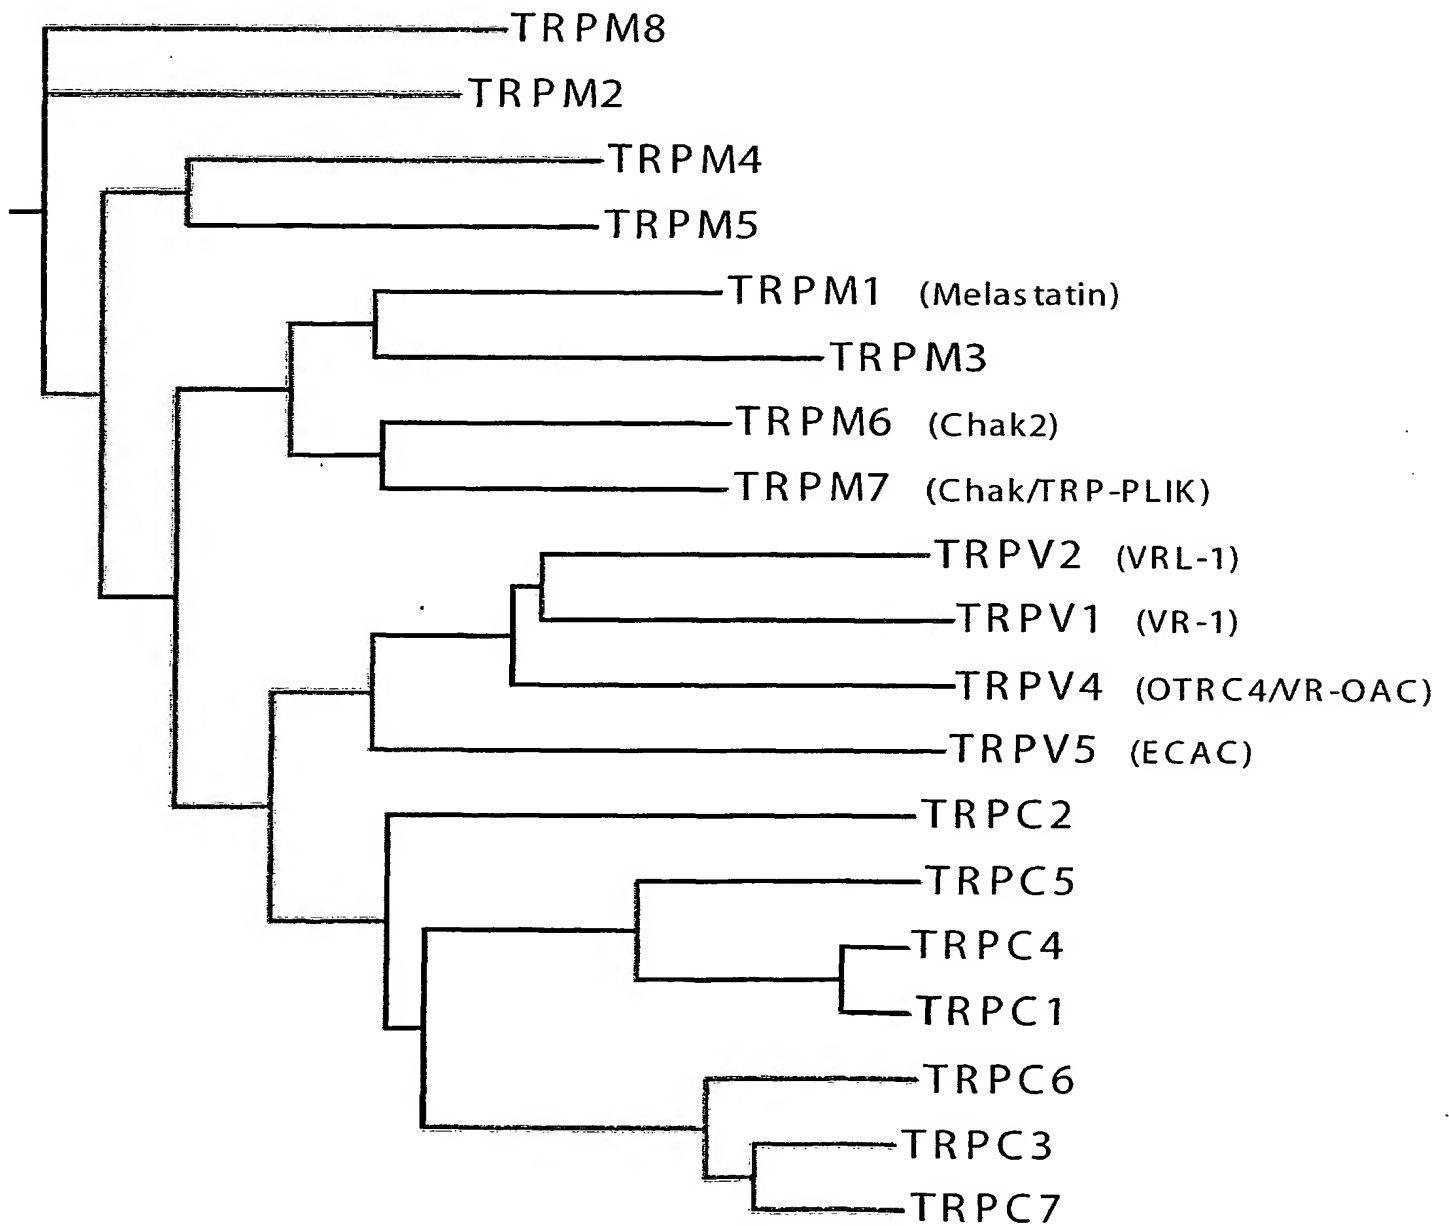 TRPM8
TRPM2
TRPM4
TRPM5
TRPM1 (Melastatin)
TRPM3
TRPM6 (Chak2)
TRPM7 (Chak/TRP-PLIK)
TRPV2 (VRL-1)
TRPV1 (VR-1)
TRPV4 (OTRC4/VR-OAC)
TRPV5 (ECAC)
TRPC2
TRPC5
TRPC4
TRPC1
TRPC6
TRPC3
TRPC7